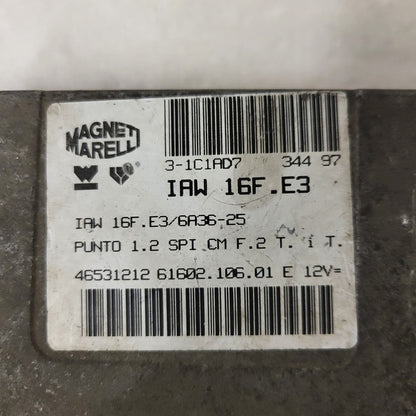 MAGNETI
MARELLI
3-1C1AD7 344 97
IAW 16F.E3
IAW 16F.E3/6A36-25
PUNTO 1.2 SPI CM F.2 T. i T.
46531212 61602.106.01 E 12V=